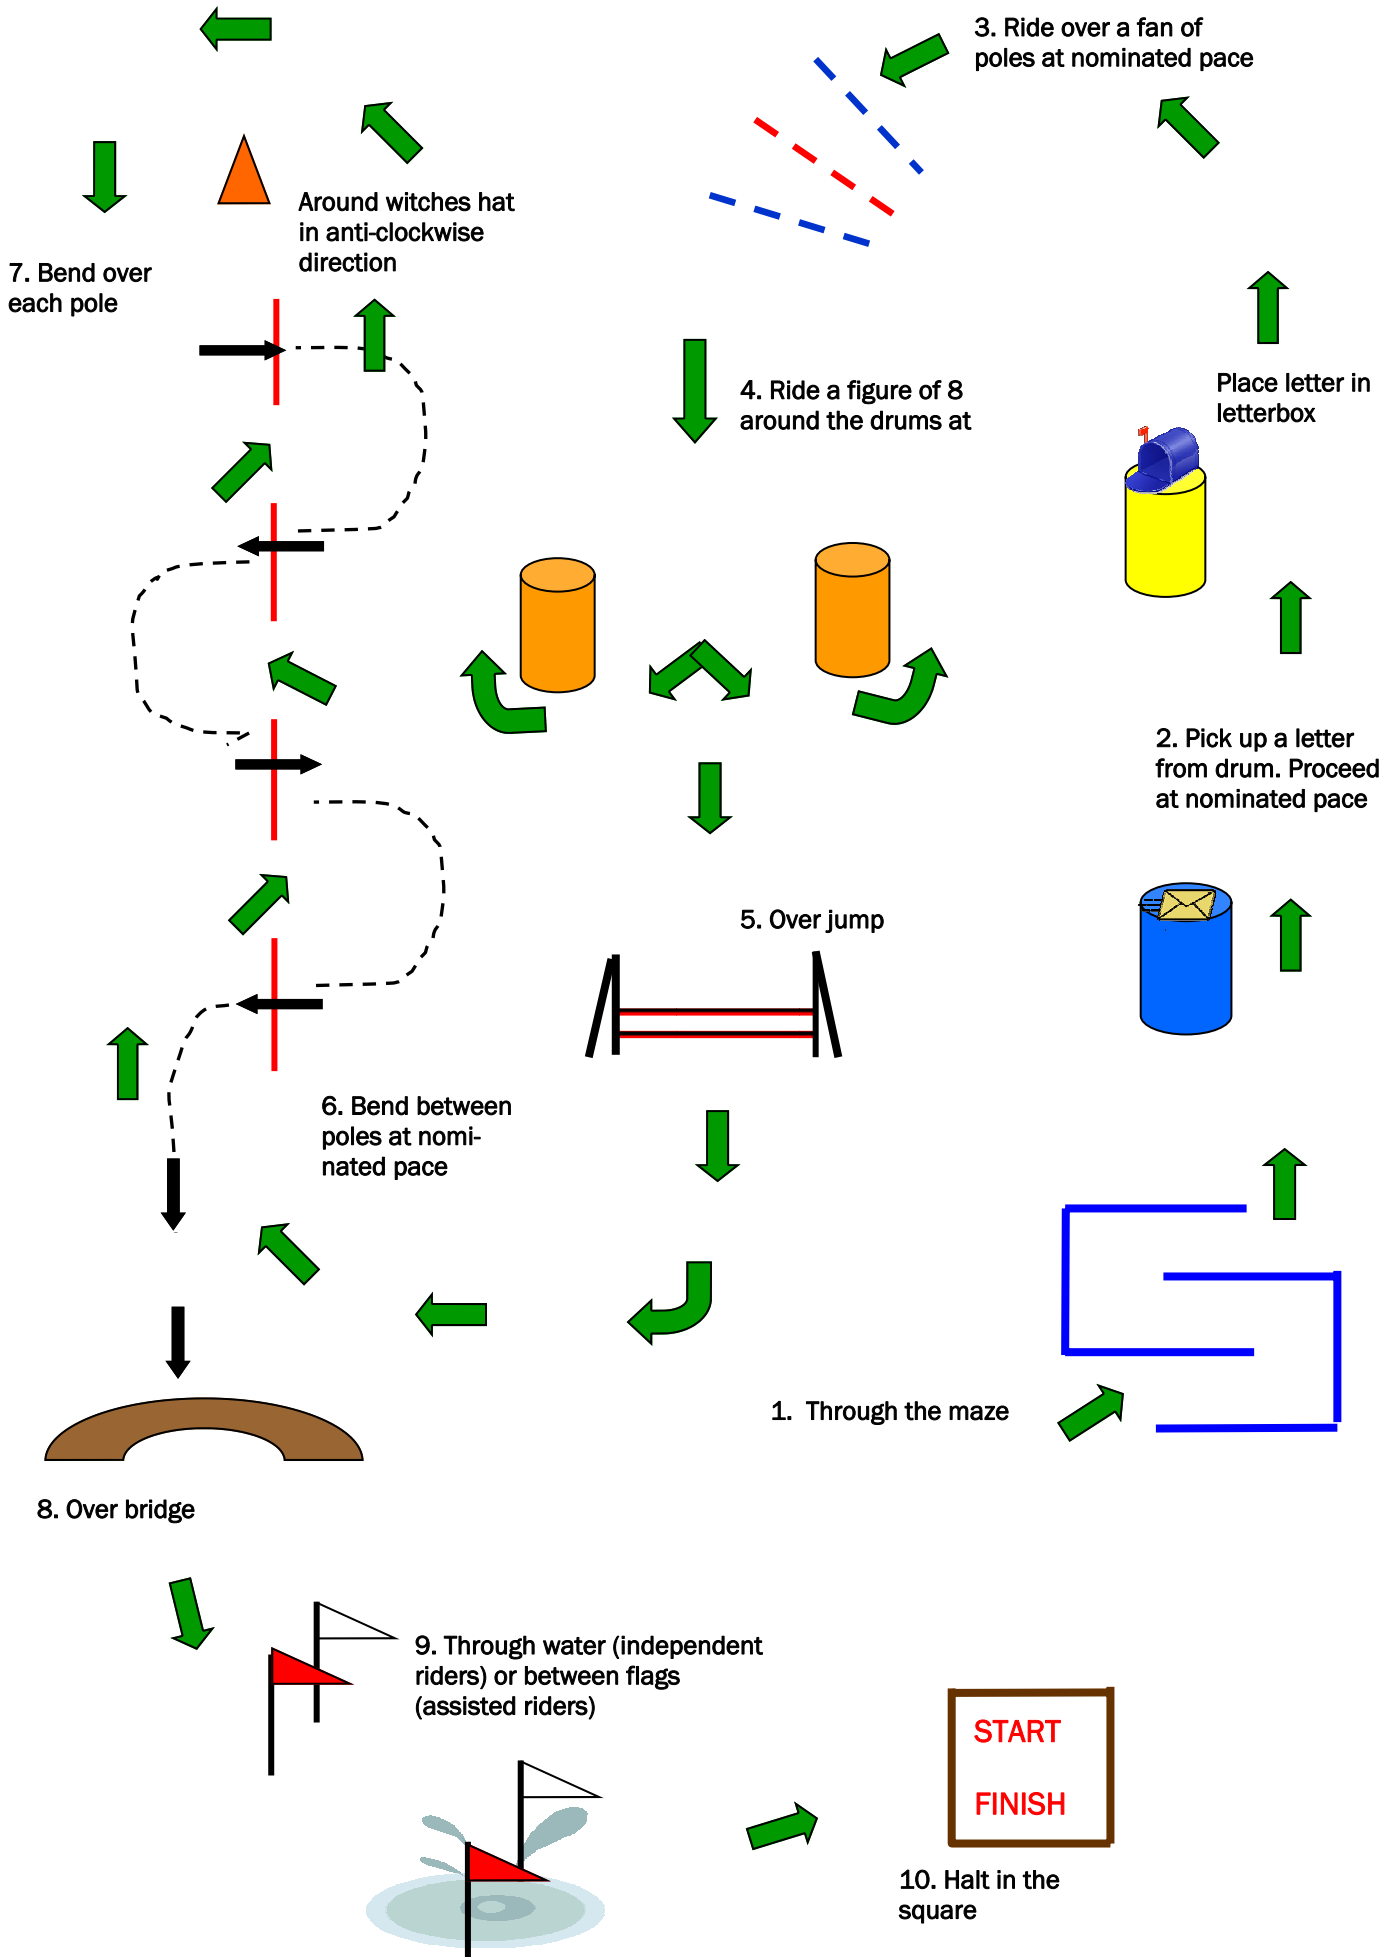 3. Ride over a fan of
poles at nominated pace
Around witches hat
in anti-clockwise
direction
7. Bend over
each pole
Place letter in
letterbox
4. Ride a figure of 8
around the drums at
2. Pick up a letter
from drum. Proceed
at nominated pace
5. Over jump
6. Bend between
poles at nomi-
nated pace
1. Through the maze
8. Over bridge
9. Through water (independent
riders) or between flags
(assisted riders)
START
FINISH
10. Halt in the
square